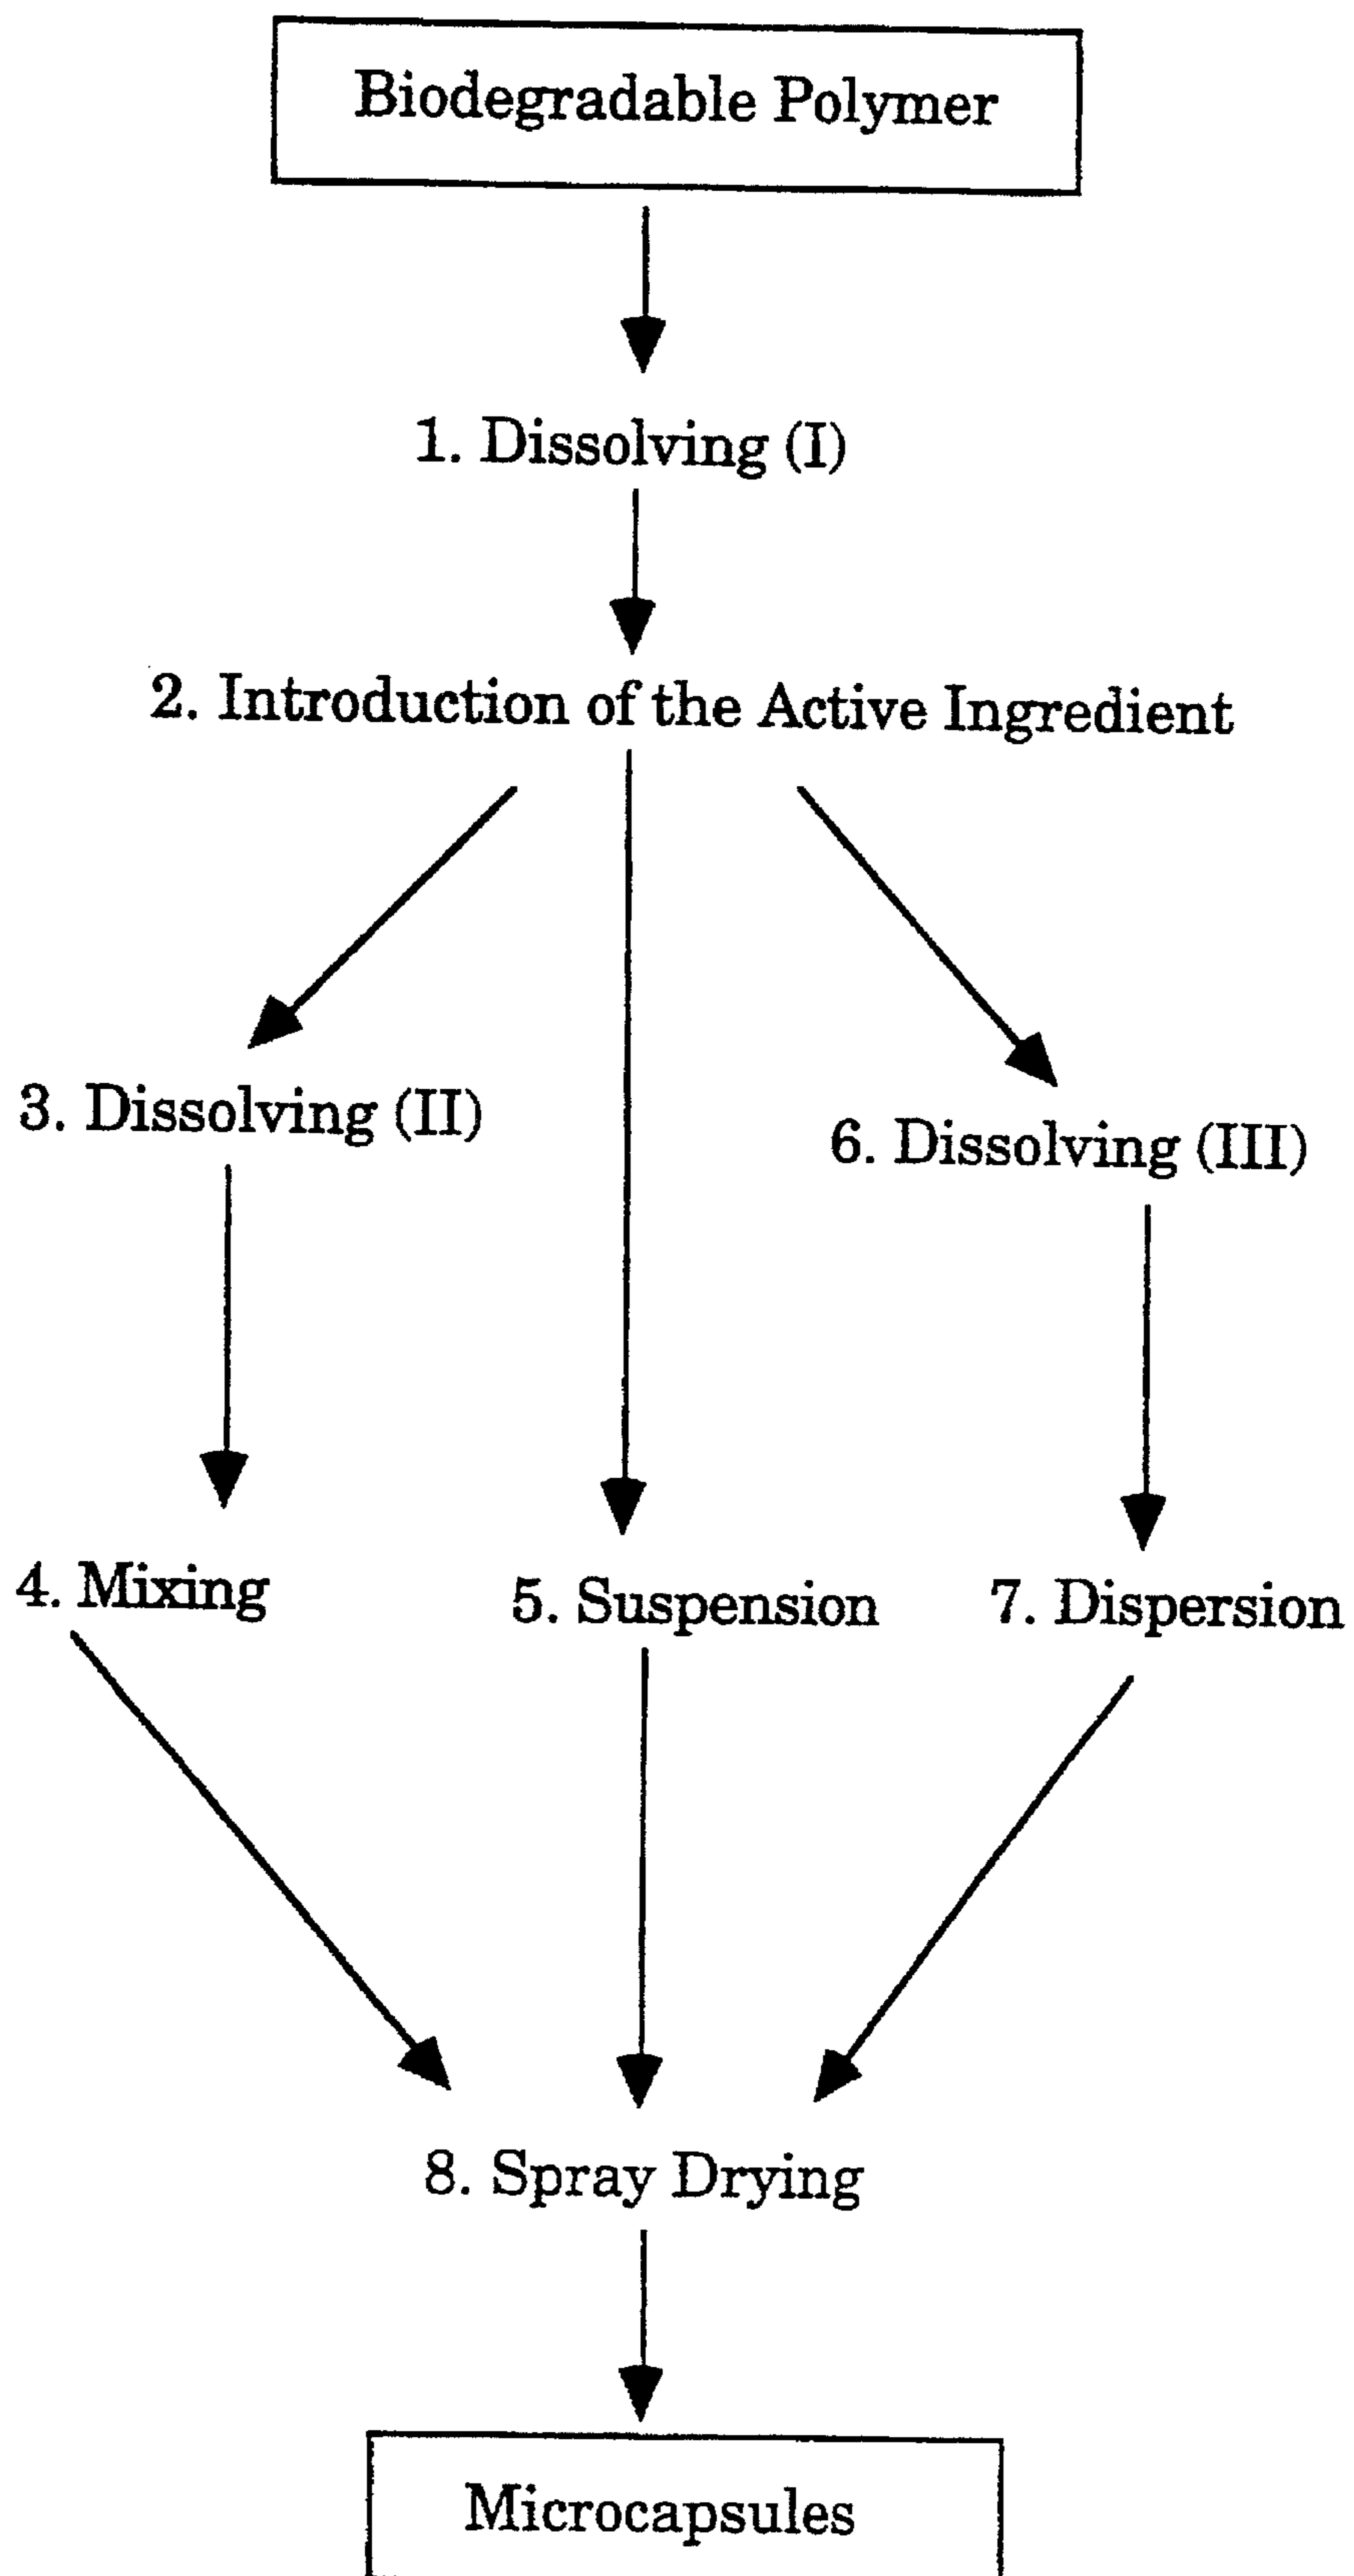 Biodegradable Polymer
1. Dissolving (I)
2. Introduction of the Active Ingredient
3. Dissolving (II)
6. Dissolving (III)
4. Mixing
5. Suspension
7. Dispersion
8. Spray Drying
Microcapsules